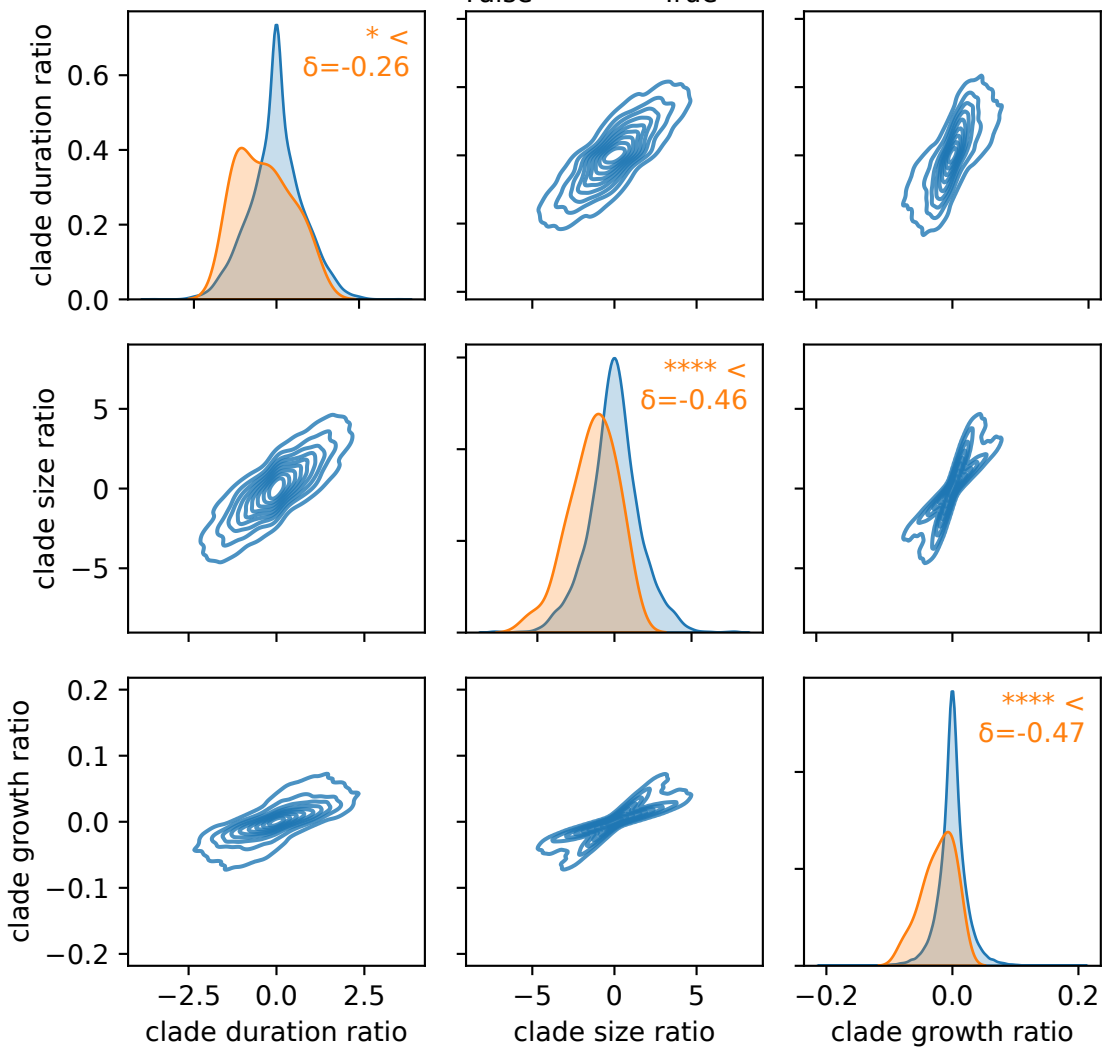 clade duration ratio
0.6
0.4
0.2
0.0
* <
δ=-0.26
clade size ratio
5
0
−5
**** <
δ=-0.46
clade growth ratio
0.2
0.1
0.0
−0.1
−0.2
**** <
δ=-0.47
−2.5 0.0 2.5
−5 0 5
−0.2 0.0 0.2
clade duration ratio
clade size ratio
clade growth ratio